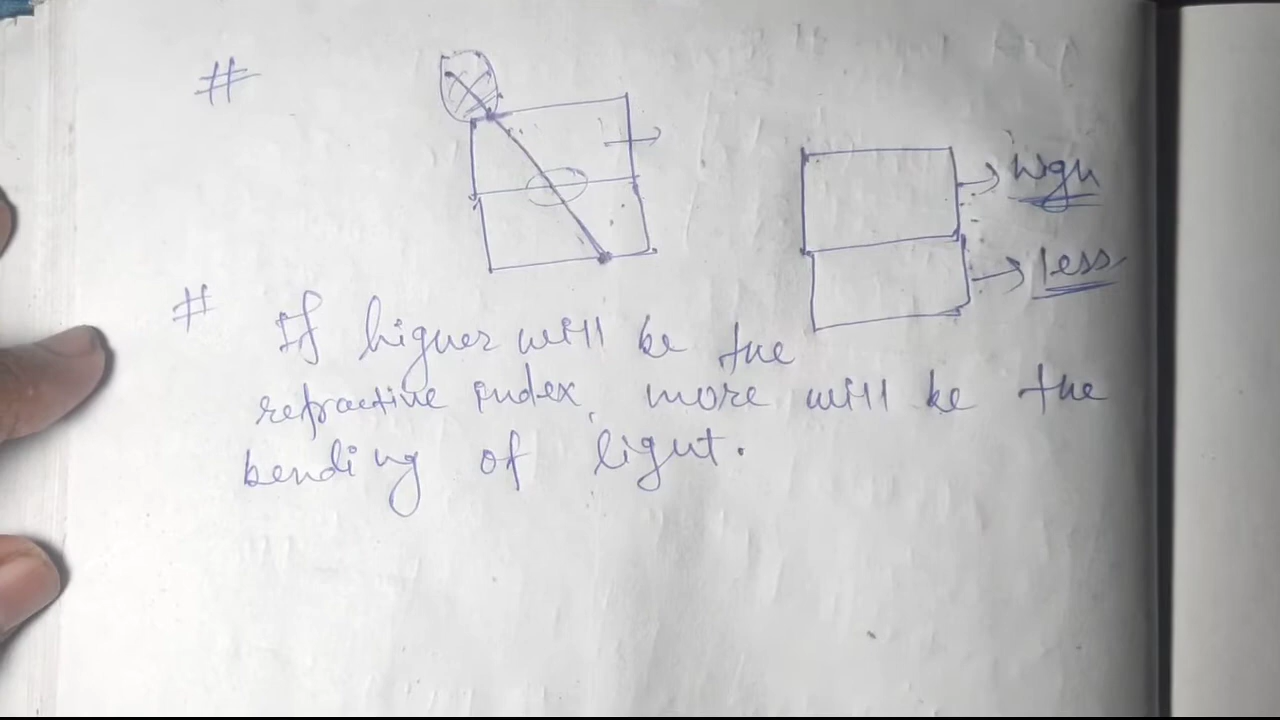 #
high
less
# If higher will be the
refractive index, more will be the
bending of light.